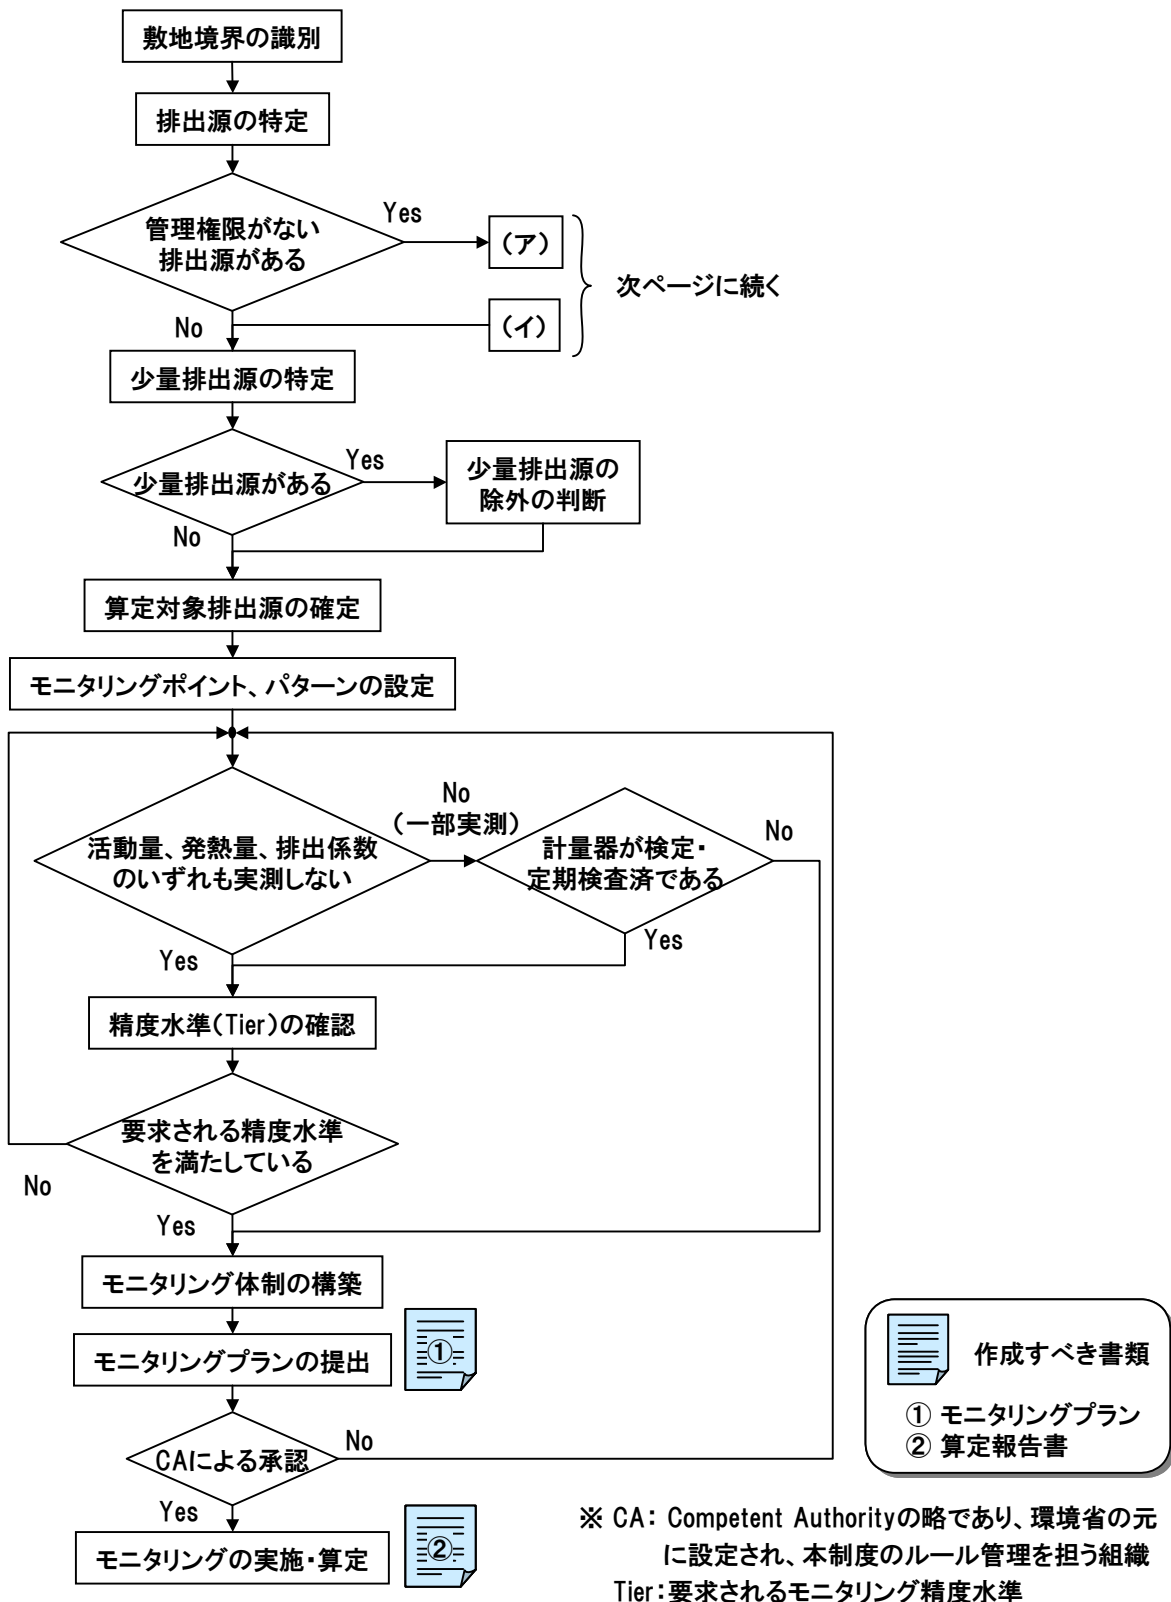 敷地境界の識別
排出源の特定
管理権限がない
排出源がある
Yes
(ア)
次ページに続く
No
(イ)
少量排出源の特定
少量排出源がある
Yes
少量排出源の
除外の判断
No
算定対象排出源の確定
モニタリングポイント、パターンの設定
活動量、発熱量、排出係数
のいずれも実測しない
No
(一部実測)
計量器が検定・
定期検査済である
No
Yes
Yes
精度水準(Tier)の確認
要求される精度水準
を満たしている
No
Yes
モニタリング体制の構築
モニタリングプランの提出
①
CAによる承認
No
Yes
モニタリングの実施・算定
②
作成すべき書類
① モニタリングプラン
② 算定報告書
※ CA: Competent Authorityの略であり、環境省の元
に設定され、本制度のルール管理を担う組織
Tier:要求されるモニタリング精度水準